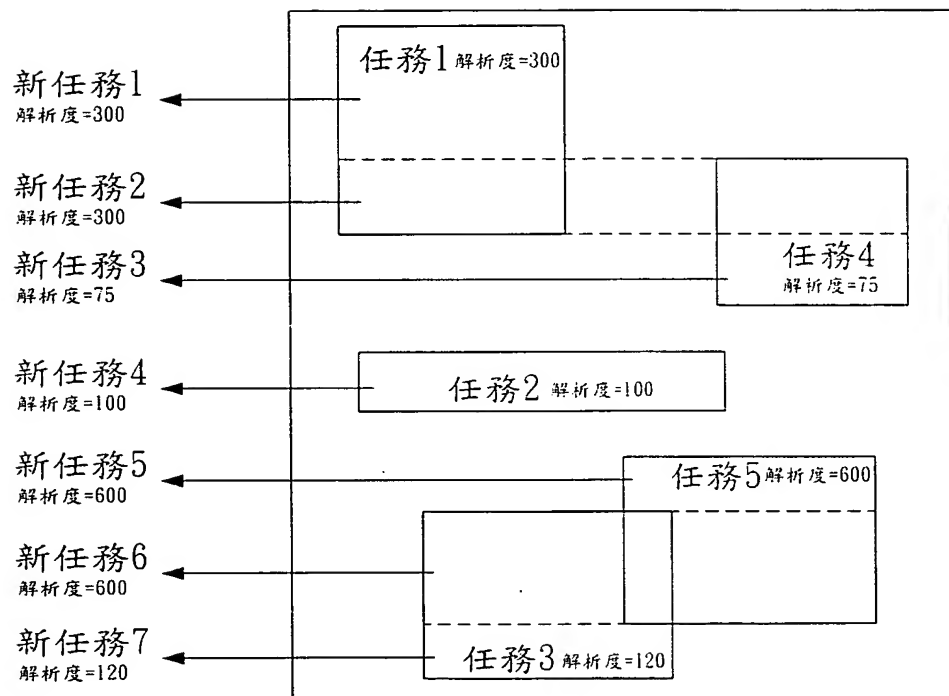 任務1 解析度=300
新任務1
解析度=300
新任務2
解析度=300
任務4
解析度=75
新任務3
解析度=75
新任務4
解析度=100
任務2 解析度=100
新任務5
解析度=600
任務5 解析度=600
新任務6
解析度=600
新任務7
解析度=120
任務3 解析度=120